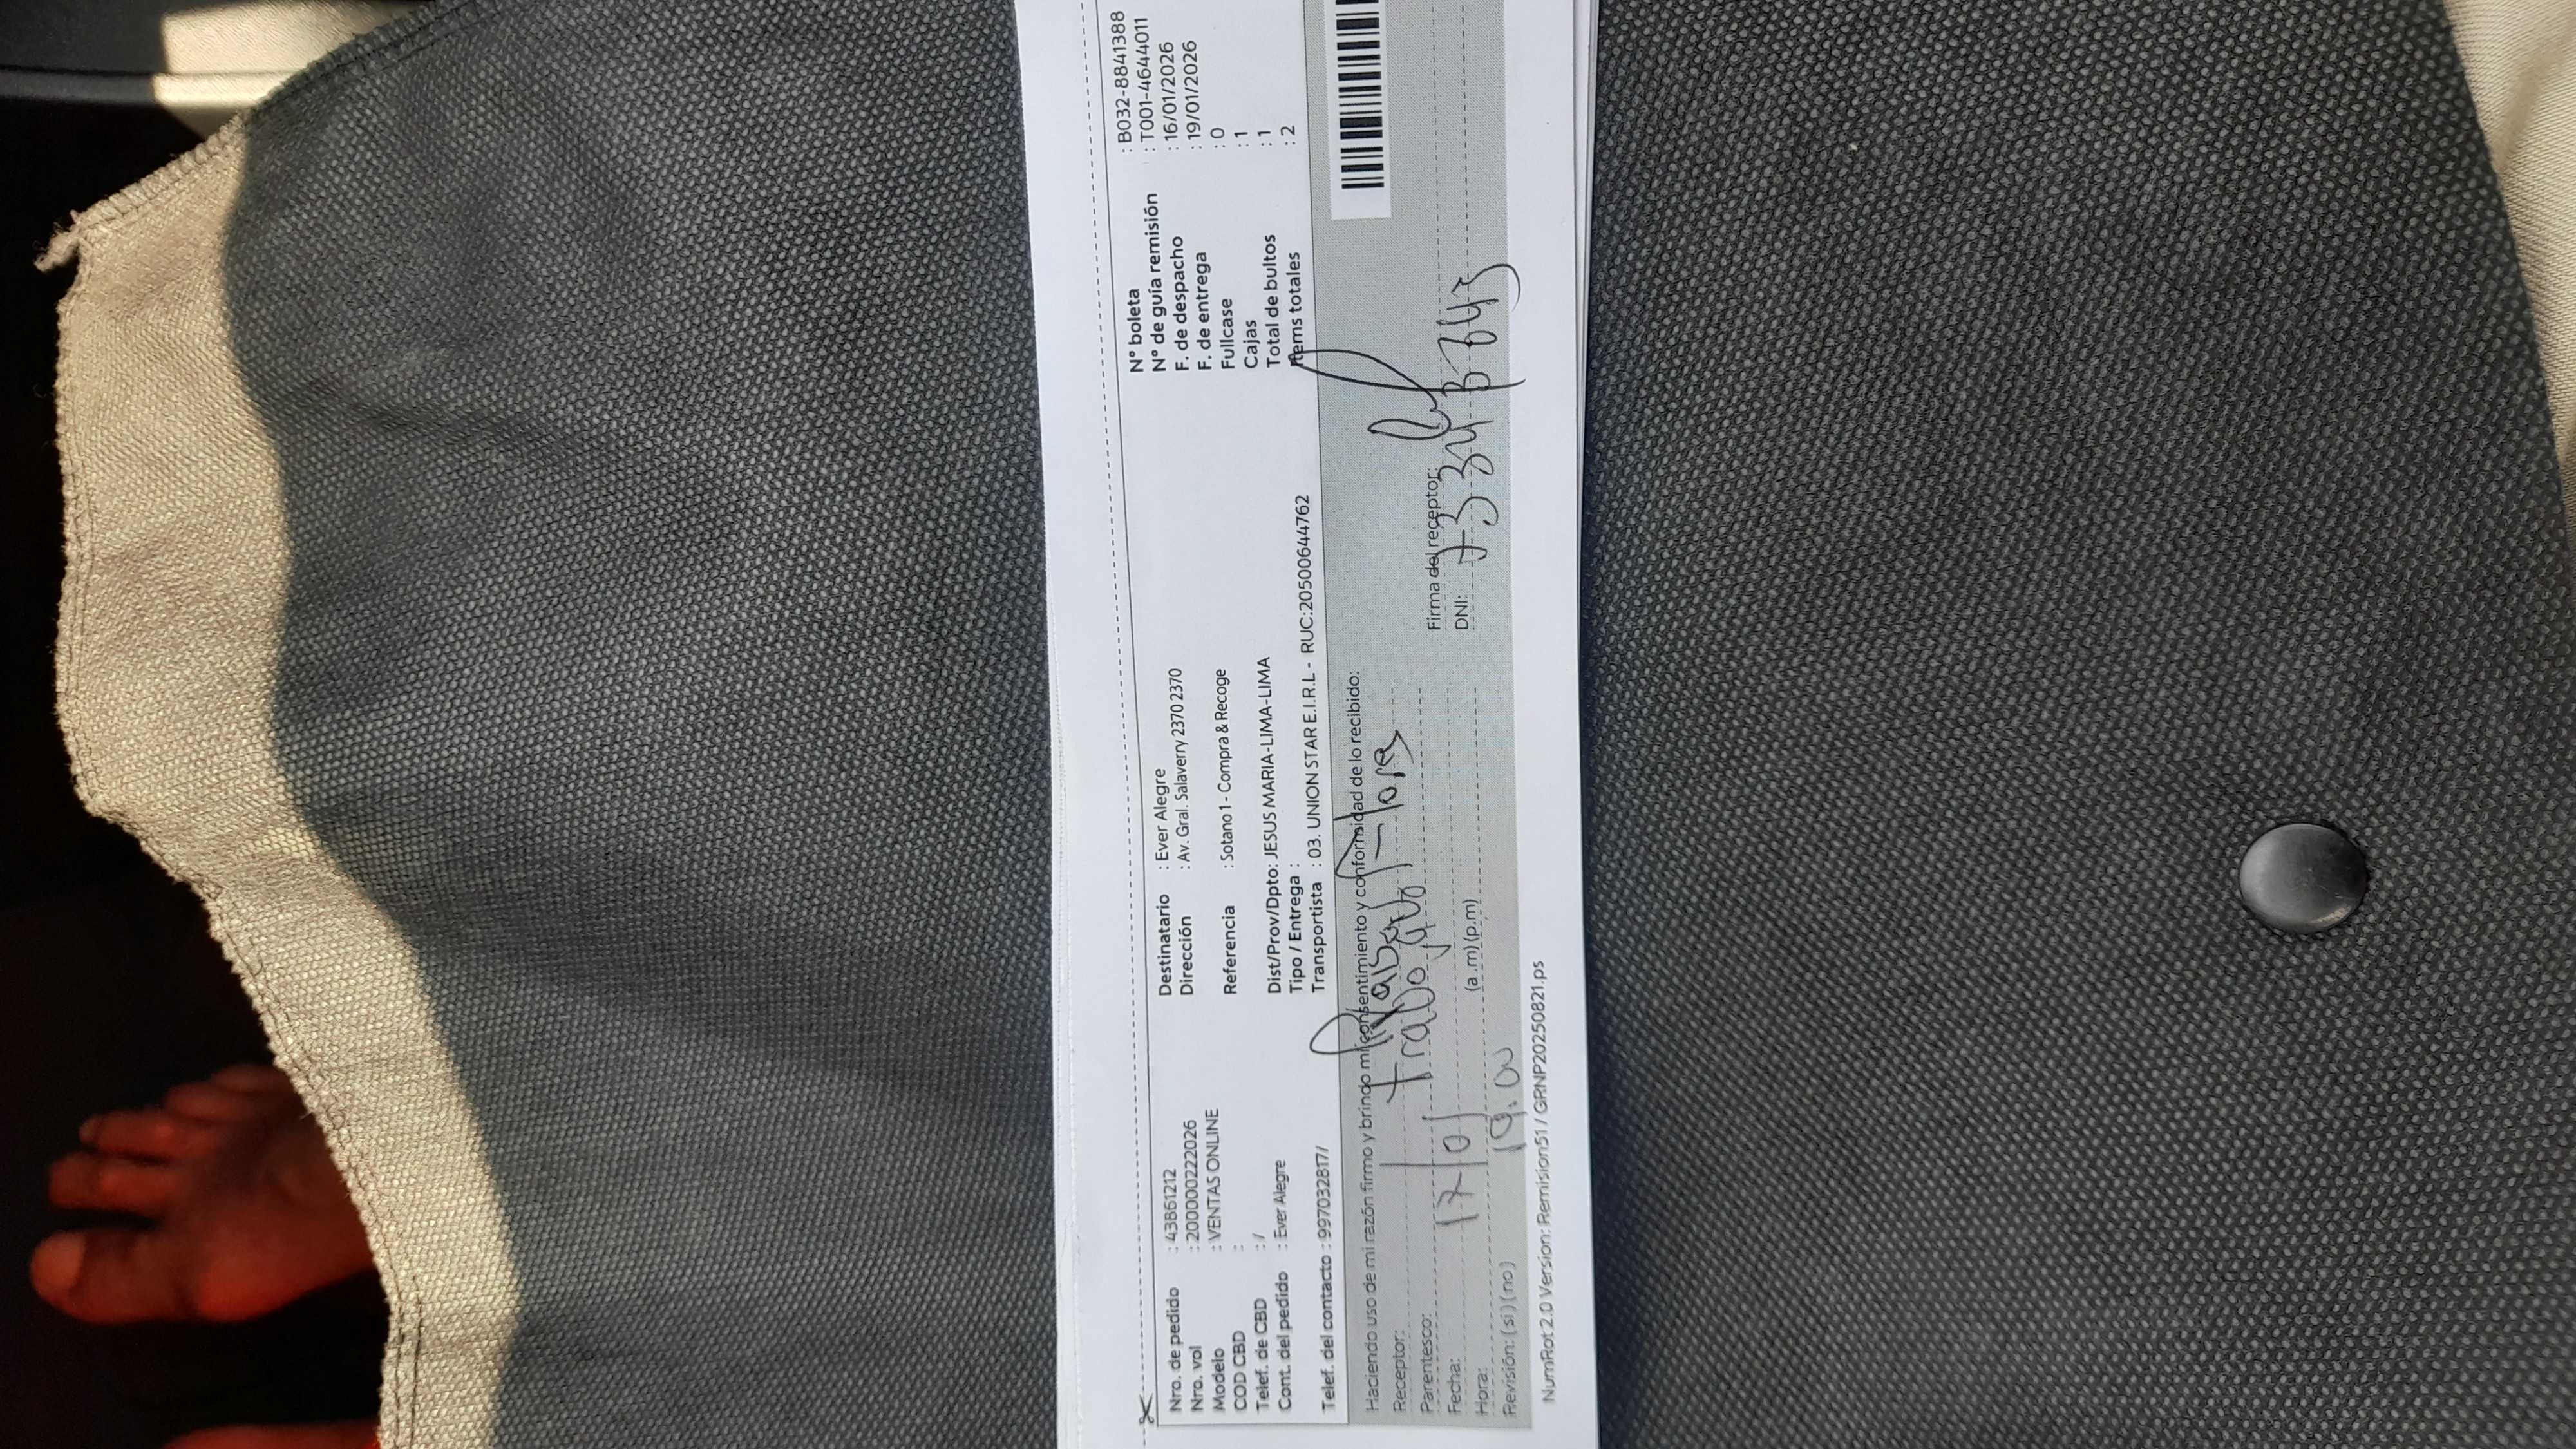 Nro. de pedido : 43861212
Nro. vol : 200000222026
Modelo : VENTAS ONLINE
COD CBD :
Telef. de CBD : /
Cont. del pedido : Ever Alegre
Telef. del contacto : 997032817/
Destinatario : Ever Alegre
Dirección : Av. Gral. Salaverry 2370 2370
Referencia : Sotano 1 - Compra & Recoge
Dist/Prov/Dpto: JESUS MARIA-LIMA-LIMA
Tipo / Entrega :
Transportista : 03. UNION STAR E.I.R.L - RUC:20500644762
N° boleta : B032-8841388
N° de guía remisión : T001-4644011
F. de despacho : 16/01/2026
F. de entrega : 19/01/2026
Fullcase : 0
Cajas : 1
Total de bultos : 1
Items totales : 2
Haciendo uso de mi razón firmo y brindo mi consentimiento y conformidad de lo recibido:
Receptor: Flores
Parentesco:
Fecha: 17/01
Hora: (a.m) (p.m)
Revisión: (si) (no)
Firma del receptor:
DNI:
NumRot 2.0 Version: Remision51 / GRNP20250821.ps